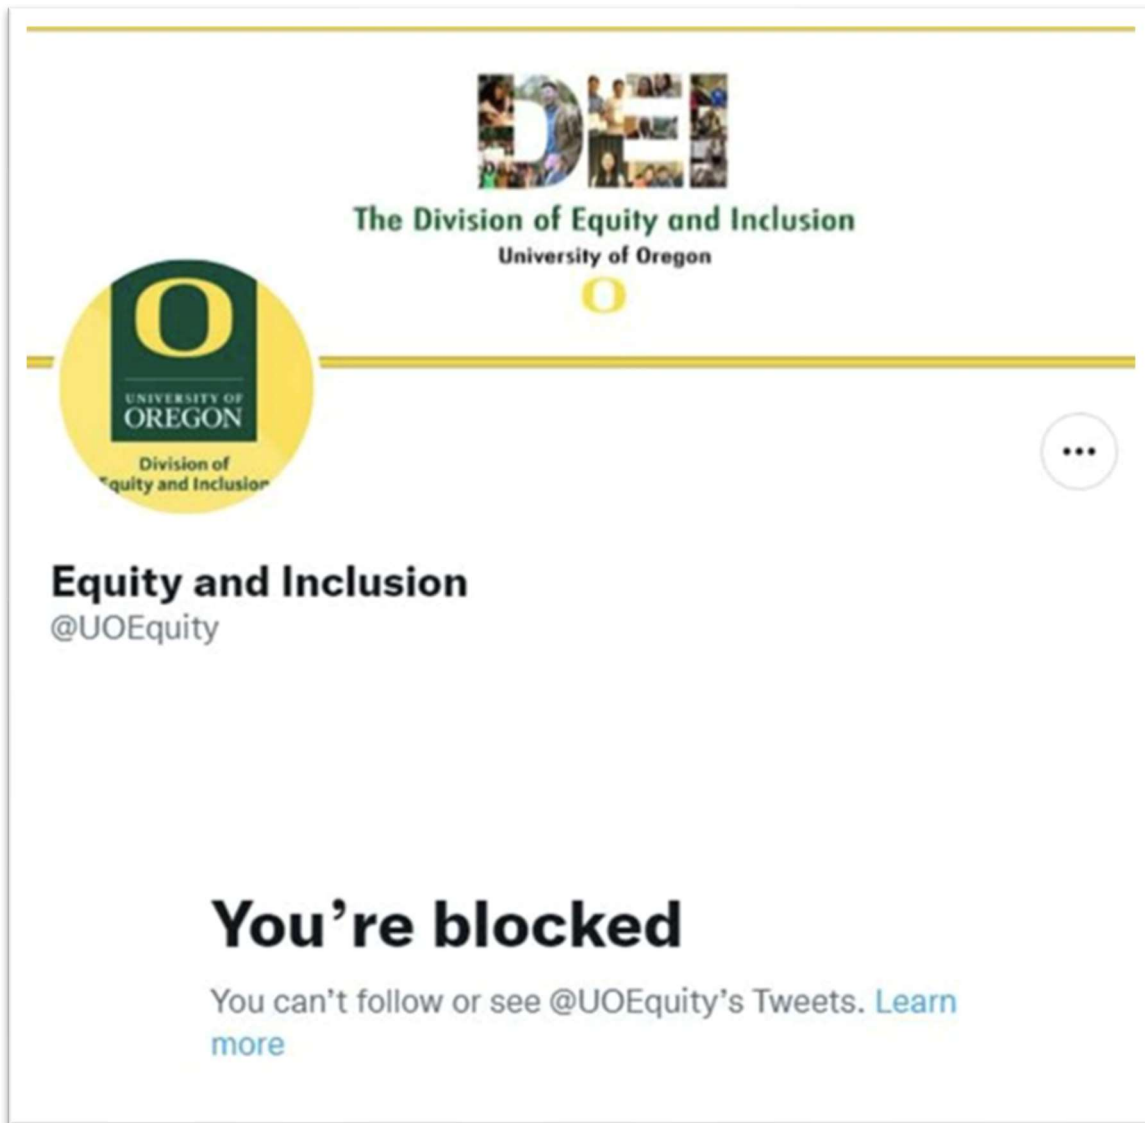 DEI
The Division of Equity and Inclusion
University of Oregon
O
O
UNIVERSITY OF
OREGON
Division of
quity and Inclusion
•••
Equity and Inclusion
@UOEquity
You’re blocked
You can’t follow or see @UOEquity’s Tweets. Learn
more